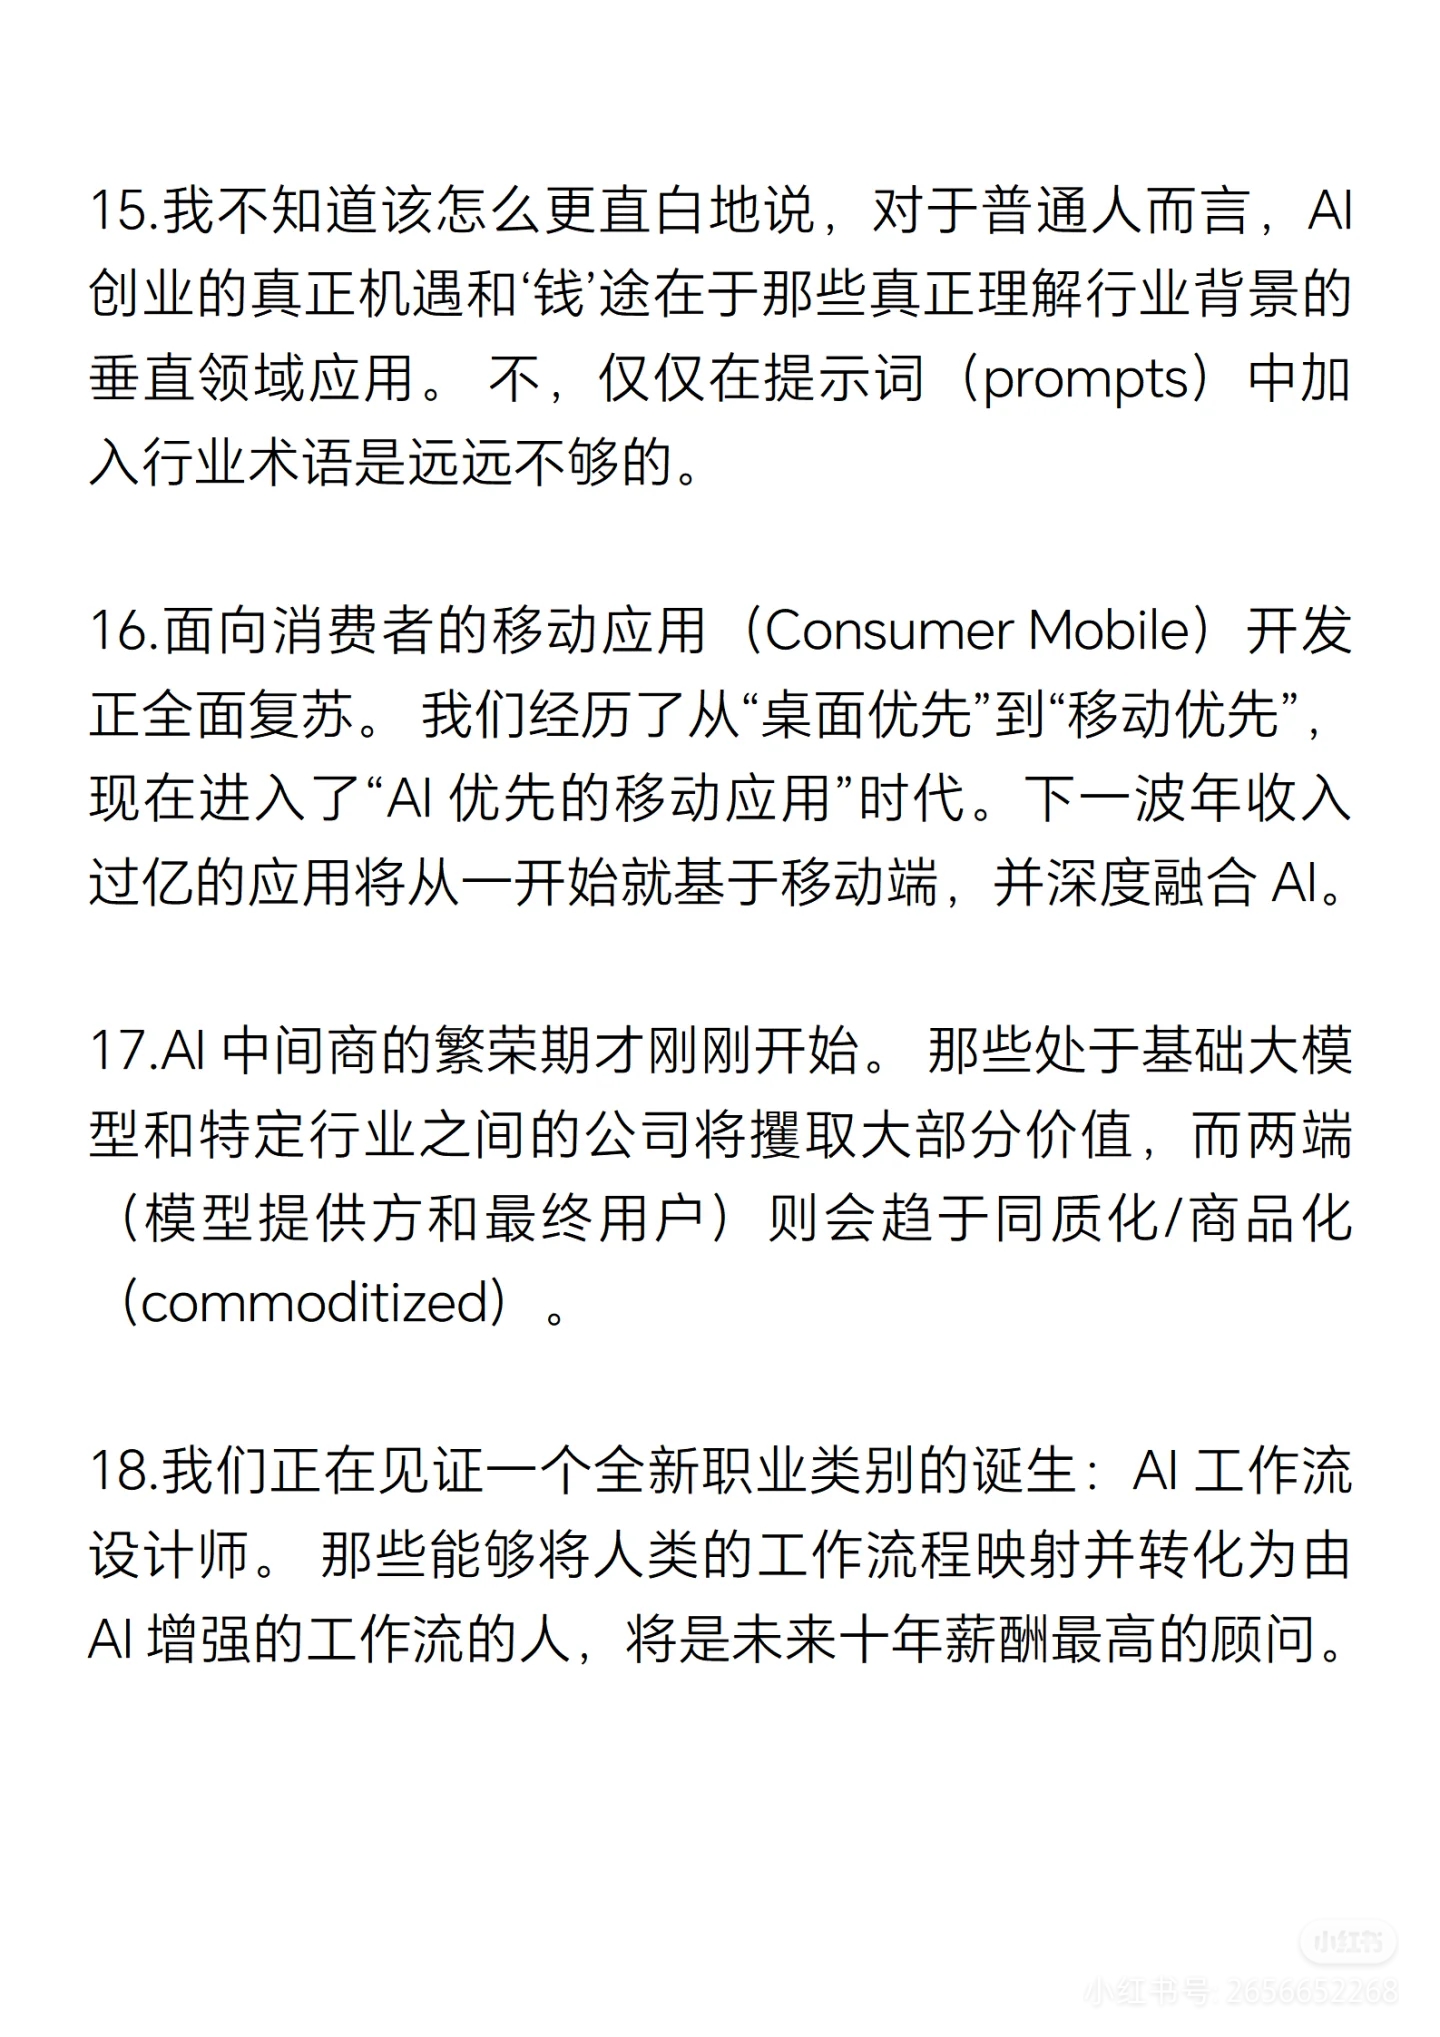 15.我不知道该怎么更直白地说，对于普通人而言，AI
创业的真正机遇和‘钱’途在于那些真正理解行业背景的
垂直领域应用。 不，仅仅在提示词（prompts）中加
入行业术语是远远不够的。
16.面向消费者的移动应用（Consumer Mobile）开发
正全面复苏。 我们经历了从“桌面优先”到“移动优先”，
现在进入了“AI 优先的移动应用”时代。下一波年收入
过亿的应用将从一开始就基于移动端，并深度融合 AI。
17.AI 中间商的繁荣期才刚刚开始。 那些处于基础大模
型和特定行业之间的公司将攫取大部分价值，而两端
（模型提供方和最终用户）则会趋于同质化/商品化
（commoditized）。
18.我们正在见证一个全新职业类别的诞生：AI 工作流
设计师。 那些能够将人类的工作流程映射并转化为由
AI 增强的工作流的人，将是未来十年薪酬最高的顾问。
小红书
小红书号: 2656652268